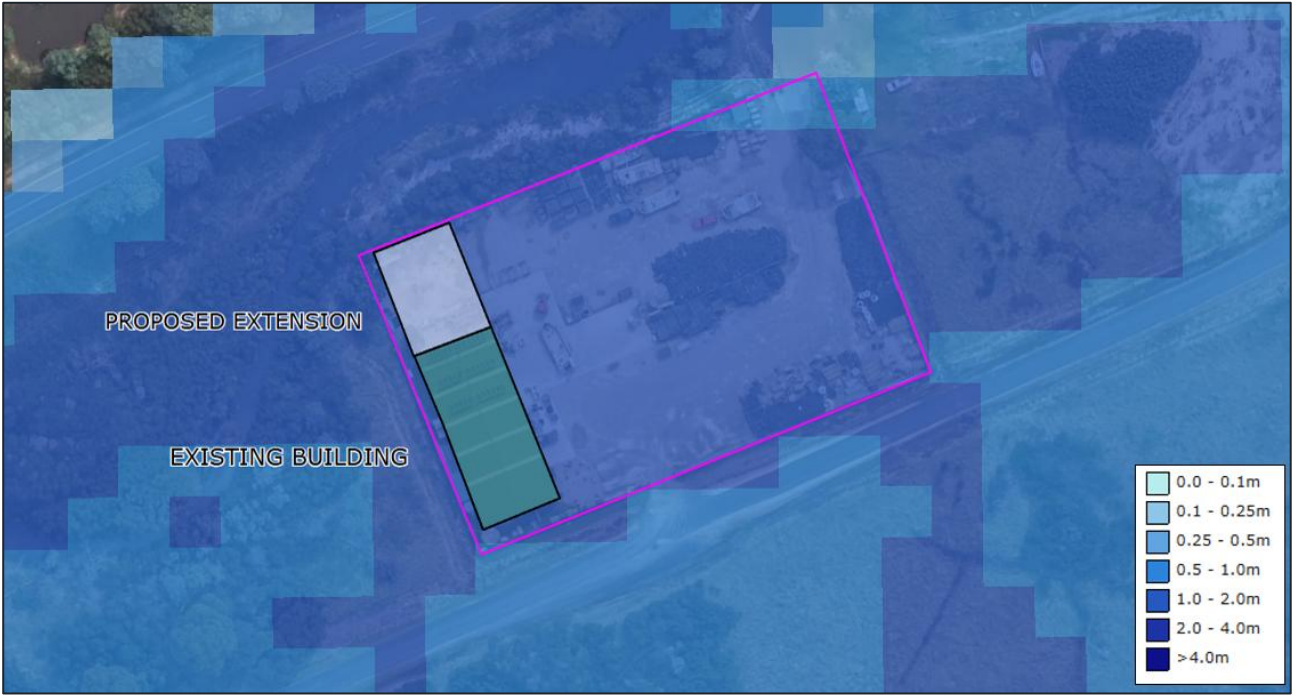 PROPOSED EXTENSION
EXISTING BUILDING
0.0 - 0.1m
0.1 - 0.25m
0.25 - 0.5m
0.5 - 1.0m
1.0 - 2.0m
2.0 - 4.0m
>4.0m